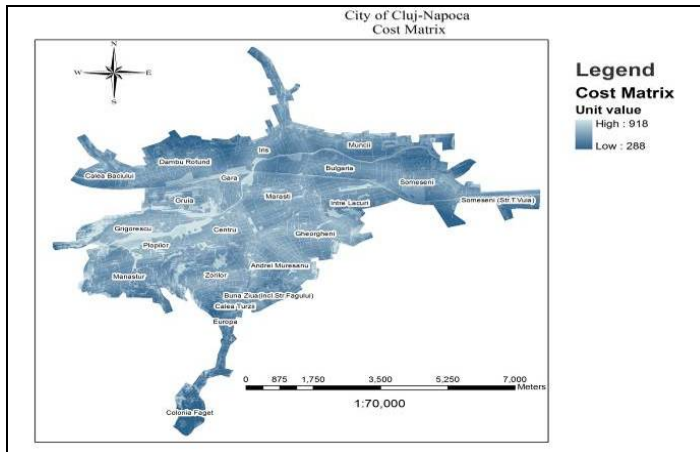 City of Cluj-Napoca
Cost Matrix
N
W E
S
Legend
Cost Matrix
Unit value
High : 918
Low : 288
Iris
Muncii
Dambu Rotund
Calea Baciului
Gara
Bulgaria
Someseni
Gruia
Marasti
Intre Lacuri
Someseni (Str.T.Vuia)
Grigorescu
Centru
Gheorgheni
Plopilor
Andrei Muresanu
Manastur
Zorilor
Buna Ziua(incl.Str.Fagului)
Calea Turzii
Europa
0 875 1,750 3,500 5,250 7,000
Meters
1:70,000
Colonia Faget